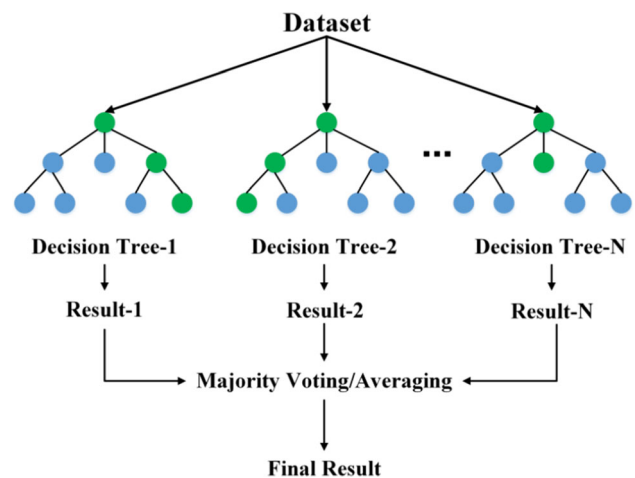 Dataset
...
Decision Tree-1
Decision Tree-2
Decision Tree-N
Result-1
Result-2
Result-N
Majority Voting/Averaging
Final Result